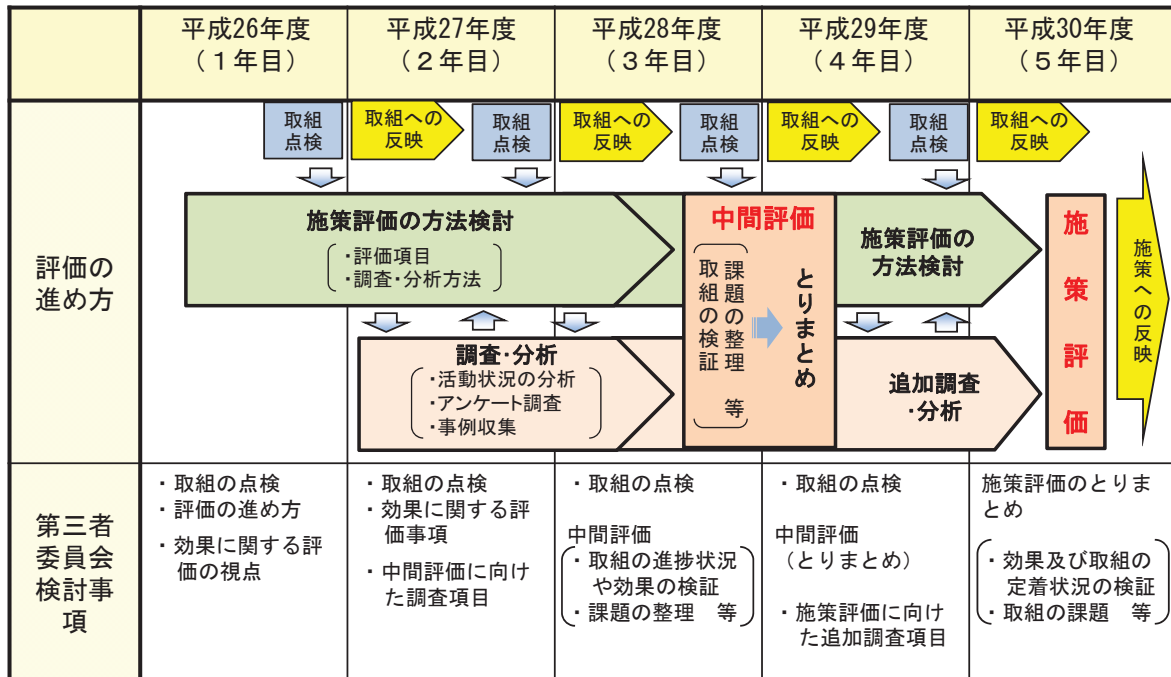 平成26年度
（１年目）
平成27年度
（２年目）
平成28年度
（３年目）
平成29年度
（４年目）
平成30年度
（５年目）
評価の
進め方
取組
点検
取組への
反映
取組
点検
取組への
反映
取組
点検
取組への
反映
取組
点検
取組への
反映
施策評価の方法検討
・評価項目
・調査・分析方法
中間評価
取組の検証
課題の整理　等
とりまとめ
施策評価の
方法検討
施策評価
施策への反映
調査・分析
・活動状況の分析
・アンケート調査
・事例収集
追加調査
・分析
第三者
委員会
検討事
項
・取組の点検
・評価の進め方
・効果に関する評
価の視点
・取組の点検
・効果に関する評
価事項
・中間評価に向け
た調査項目
・取組の点検
中間評価
・取組の進捗状況
や効果の検証
・課題の整理　等
・取組の点検
中間評価
（とりまとめ）
・施策評価に向け
た追加調査項目
施策評価のとりま
とめ
・効果及び取組の
定着状況の検証
・取組の課題　等